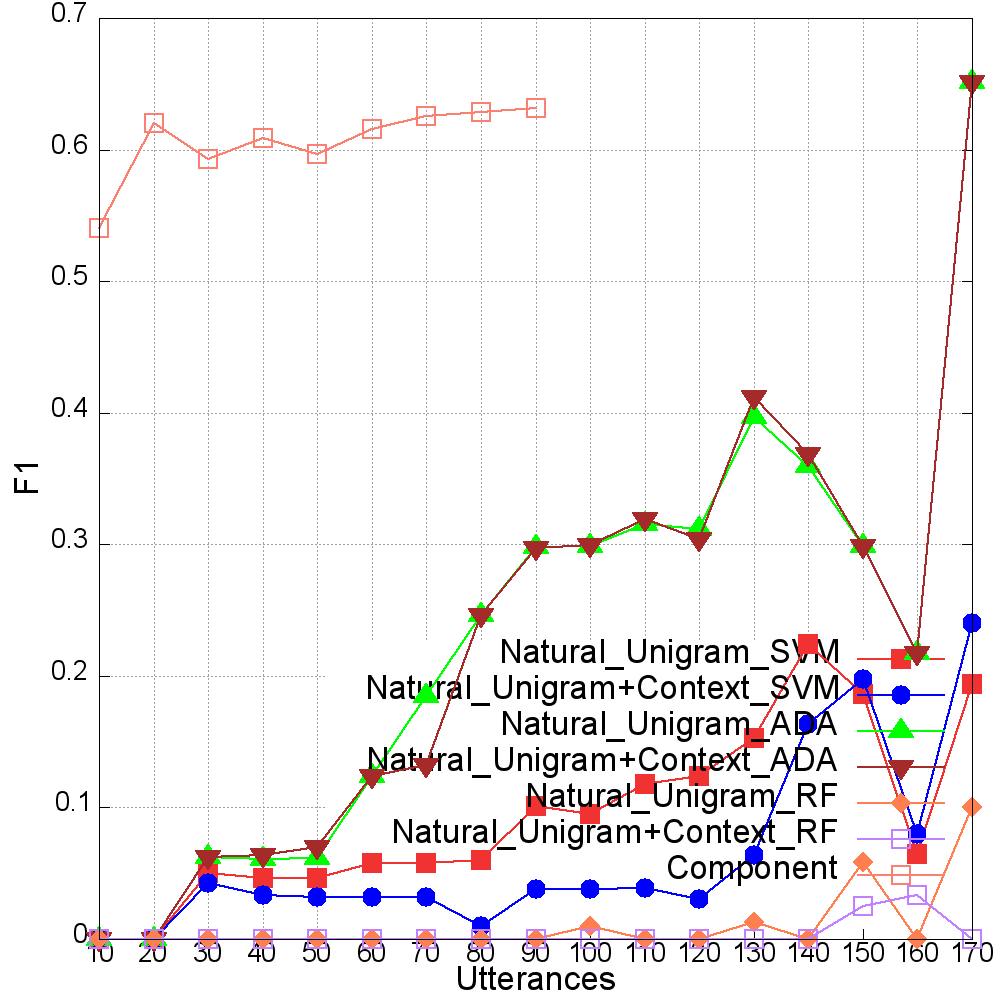 0.7
0.6
0.5
0.4
0.3
0.2
0.1
0
F1
Natural_Unigram_SVM
Natural_Unigram+Context_SVM
Natural_Unigram_ADA
Natural_Unigram+Context_ADA
Natural_Unigram_RF
Natural_Unigram+Context_RF
Component
10 20 30 40 50 60 70 80 90 100 110 120 130 140 150 160 170
Utterances